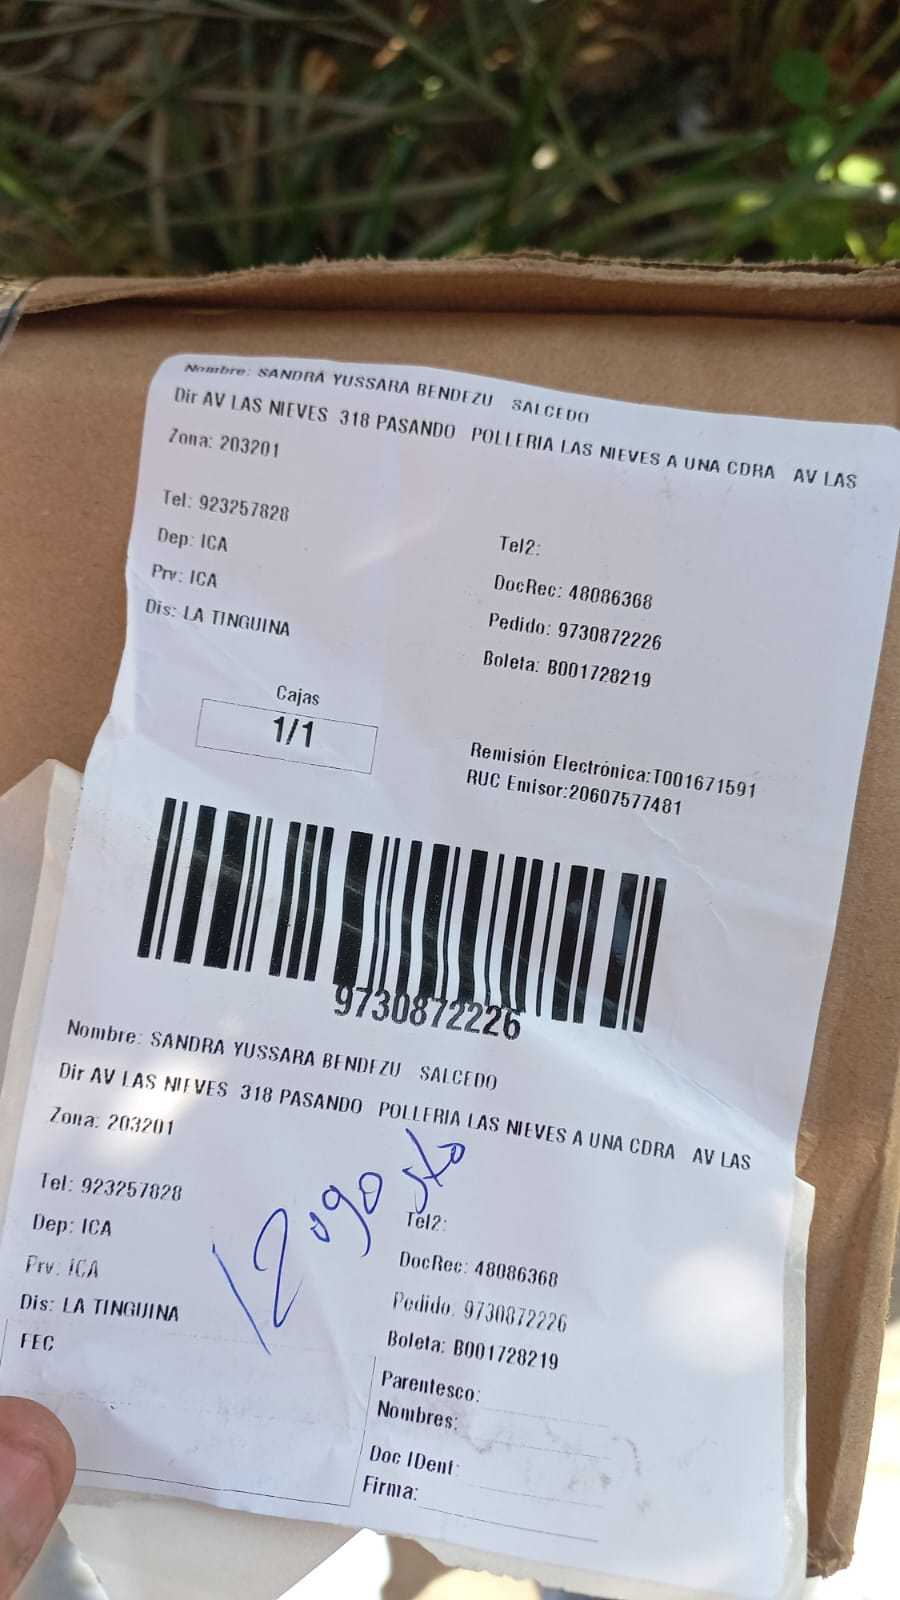 Nombre: SANDRA YUSSARA BENDEZU SALCEDO
Dir AV LAS NIEVES 318 PASANDO POLLERIA LAS NIEVES A UNA CDRA AV LAS
Zona: 203201
Tel: 923257828
Tel2:
Dep: ICA
DocRec: 48086368
Prv: ICA
Pedido: 9730872226
Dis: LA TINGUINA
Boleta: B001728219
Cajas
1/1
Remisión Electrónica:T001671591
RUC Emisor:20607577481
9730872226
Nombre: SANDRA YUSSARA BENDEZU SALCEDO
Dir AV LAS NIEVES 318 PASANDO POLLERIA LAS NIEVES A UNA CDRA AV LAS
Zona: 203201
12 agosto
Tel: 923257828
Tel2:
Dep: ICA
DocRec: 48086368
Prv: ICA
Pedido: 9730872226
Dis: LA TINGUINA
Boleta: B001728219
FEC
Parentesco:
Nombres:
Doc IDent:
Firma: